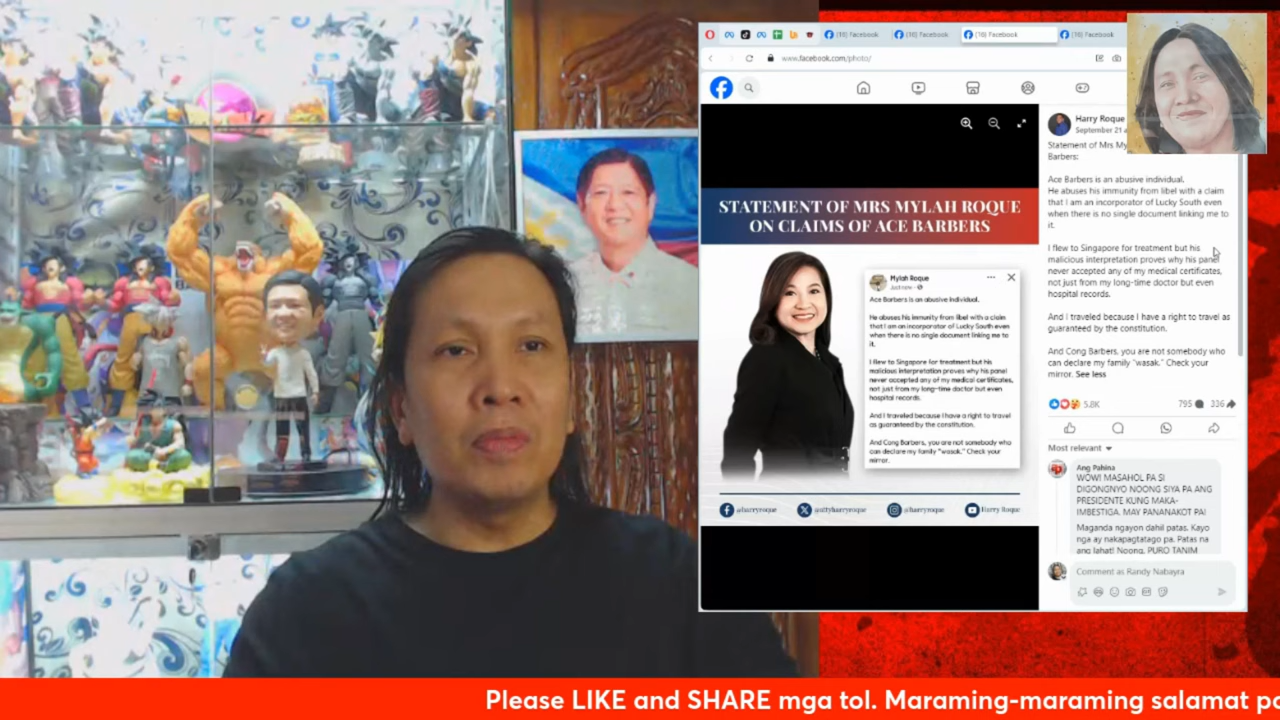 (16) Facebook
(16) Facebook
(16) Facebook
(16) Facebook
www.facebook.com/photo/
Harry Roque
September 21
Statement of Mrs
Barbers:
Ace Barbers is an abusive individual.
He abuses his immunity from libel with a claim
that I am an incorporator of Lucky South even
when there is no single document linking me to
it.
I flew to Singapore for treatment but his
malicious interpretation proves why his panel
never accepted any of my medical certificates,
not just from my long-time doctor but even
hospital records.
And I traveled because I have a right to travel as
guaranteed by the constitution.
And Cong Barbers, you are not somebody who
can declare my family "wasak." Check your
mirror. See less
5.8K
795
336
Most relevant
Ang Pahina
WOW! MASAHOL PA SI
DIGONGNYO NOONG SIYA PA ANG
PRESIDENTE KUNG MAKA-
IMBESTIGA. MAY PANANAKOT PA!
Maganda ngayon dahil patas. Kayo
nga ay nakapagtatago pa. Patas na
ang lahat! Noong, PURO TANIM
Comment as Randy Nabayra
STATEMENT OF MRS MYLAH ROQUE
ON CLAIMS OF ACE BARBERS
Mylah Roque
Just now
Ace Barbers is an abusive individual.
He abuses his immunity from libel with a claim
that I am an incorporator of Lucky South even
when there is no single document linking me to
it.
I flew to Singapore for treatment but his
malicious interpretation proves why his panel
never accepted any of my medical certificates,
not just from my long-time doctor but even
hospital records.
And I traveled because I have a right to travel
as guaranteed by the constitution.
And Cong Barbers, you are not somebody who
can declare my family "wasak." Check your
mirror.
@harryroque
@attyharryroque
@harryroque
Harry Roque
Please LIKE and SHARE mga tol. Maraming-maraming salamat